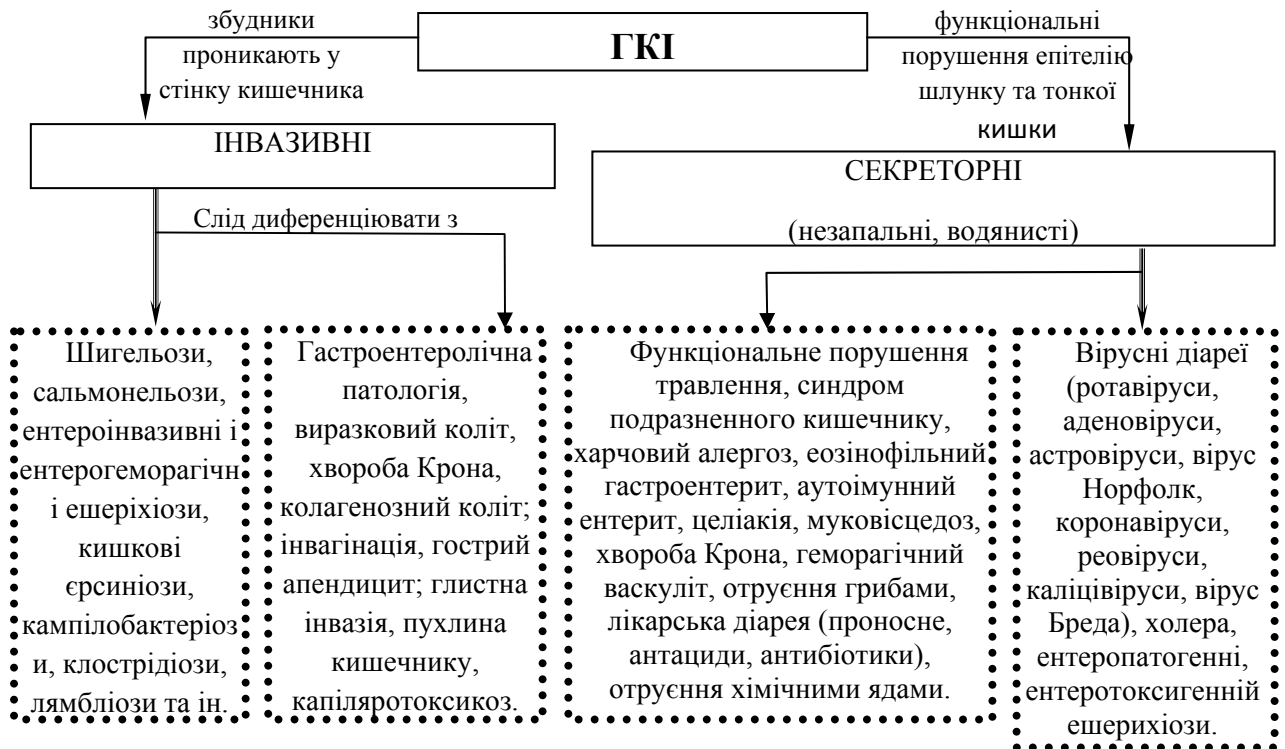 збудники
проникають у
стінку кишечника
ГКІ
функціональні
порушення епітелію
шлунку та тонкої
кишки
ІНВАЗИВНІ
СЕКРЕТОРНІ
(незапальні, водянисті)
Слід диференціювати з
Шигельози,
сальмонельози,
ентероінвазивні і
ентерогеморагічн
і ешеріхіози,
кишкові
єрсиніози,
кампілобактеріоз
и, клострідіози,
лямбліози та ін.
Гастроентеролічна
патологія,
виразковий коліт,
хвороба Крона,
колагенозний коліт;
інвагінація, гострий
апендицит; глистна
інвазія, пухлина
кишечнику,
капіляротоксикоз.
Функціональне порушення
травлення, синдром
подразненного кишечнику,
харчовий алергоз, еозінофільний
гастроентерит, аутоімунний
ентерит, целіакія, муковісцедоз,
хвороба Крона, геморагічний
васкуліт, отруєння грибами,
лікарська діарея (проносне,
антациди, антибіотики),
отруєння хімічними ядами.
Вірусні діареї
(ротавіруси,
аденовіруси,
астровіруси, вірус
Норфолк,
коронавіруси,
реовіруси,
каліцівіруси, вірус
Бреда), холера,
ентеропатогенні,
ентеротоксигенній
ешерихіози.